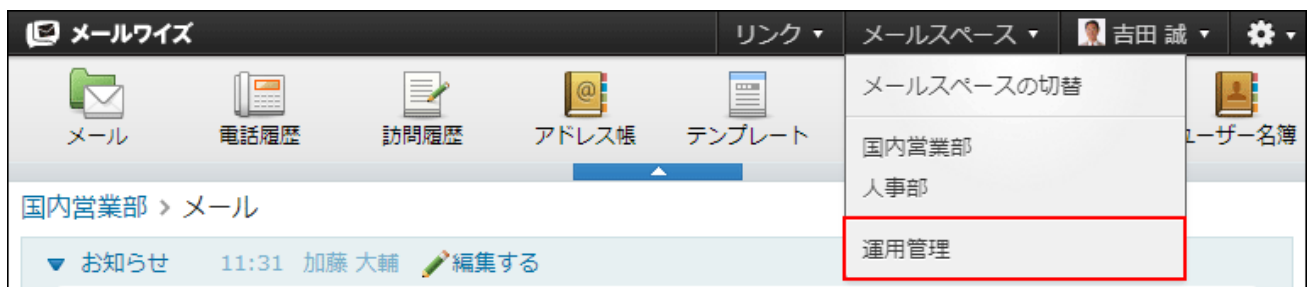 メールワイズ リンク▼ メールスペース▼ 吉田 誠▼
メールスペースの切替
メール 電話履歴 訪問履歴 アドレス帳 テンプレート ーザー名簿
国内営業部
人事部
国内営業部 > メール
運用管理
▼ お知らせ 11:31 加藤 大輔 編集する